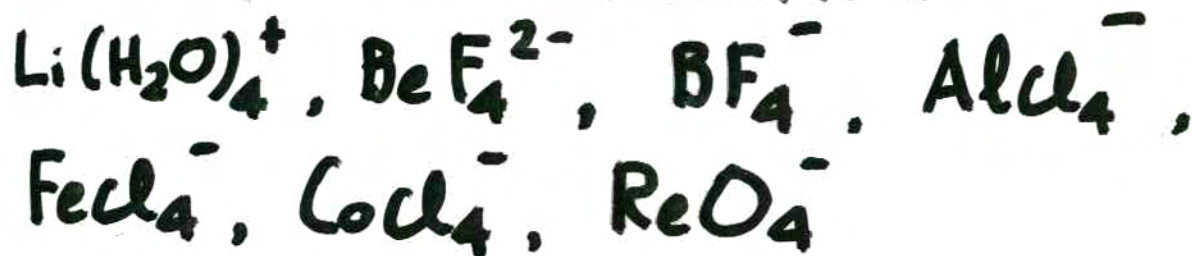 Li(H₂O)₄⁺, BeF₄²⁻, BF₄⁻, AlCl₄⁻,
FeCl₄⁻, CoCl₄⁻, ReO₄⁻